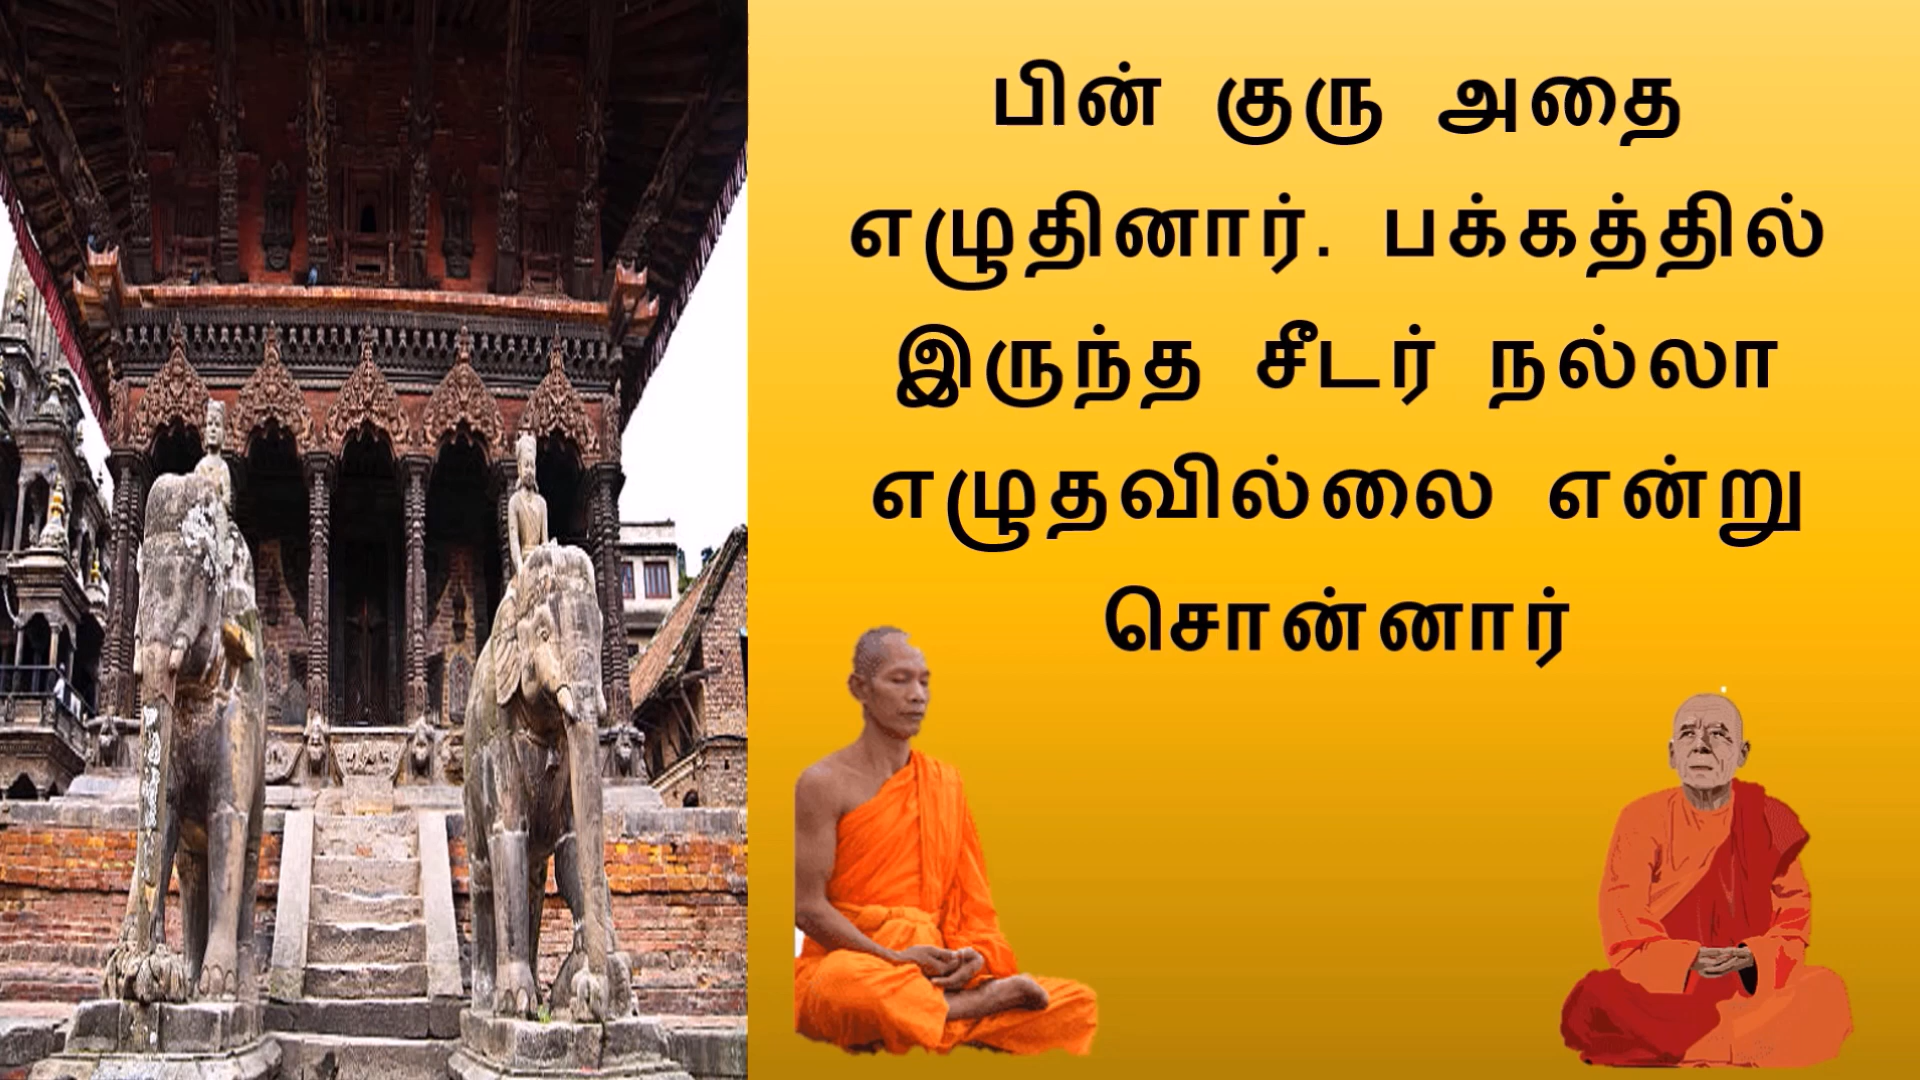 பின் குரு அதை
எழுதினார். பக்கத்தில்
இருந்த சீடர் நல்லா
எழுதவில்லை என்று
சொன்னார்